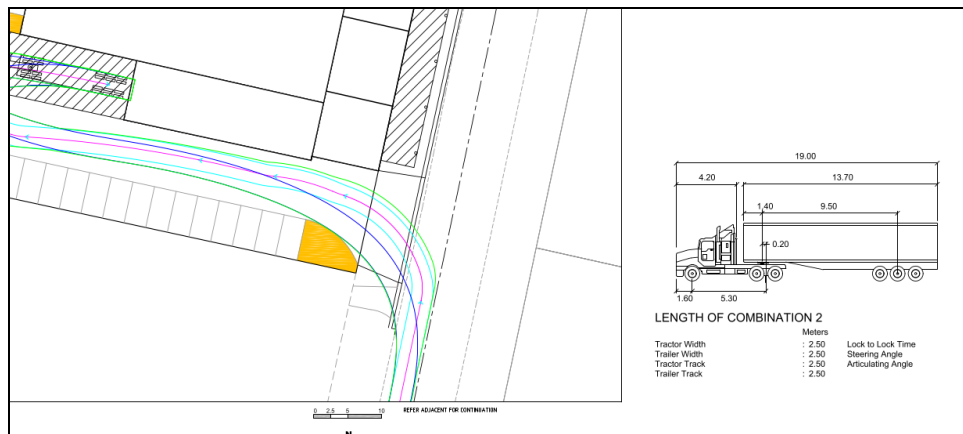 19.00
4.20
13.70
1.40
9.50
0.20
1.60
5.30
LENGTH OF COMBINATION 2
Meters
Tractor Width : 2.50 Lock to Lock Time
Trailer Width : 2.50 Steering Angle
Tractor Track : 2.50 Articulating Angle
Trailer Track : 2.50
0 2.5 5 10 REFER ADJACENT FOR CONTINUATION
N